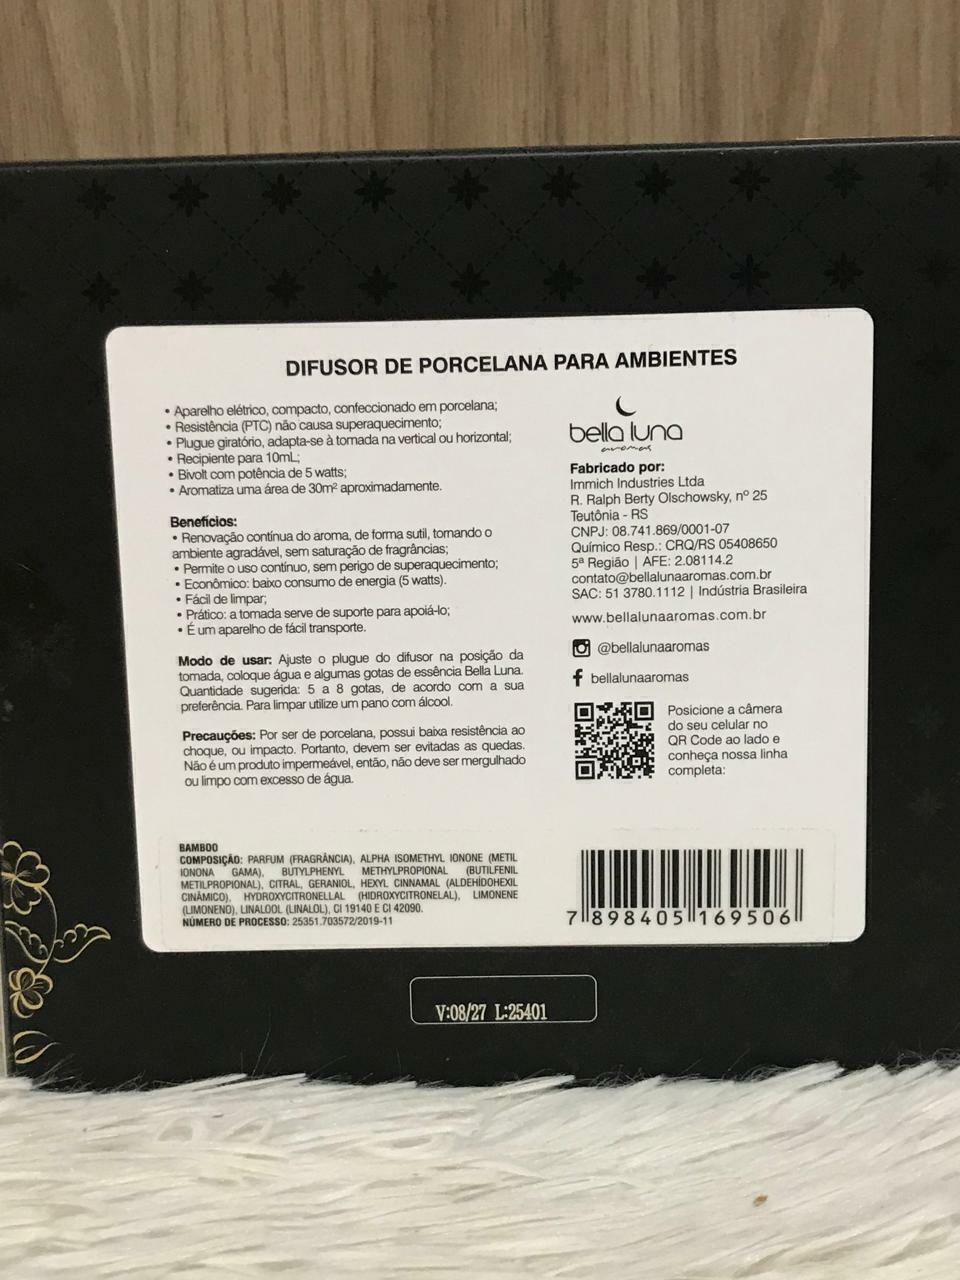 DIFUSOR DE PORCELANA PARA AMBIENTES
• Aparelho elétrico, compacto, confeccionado em porcelana;
• Resistência (PTC) não causa superaquecimento;
• Plugue giratório, adapta-se à tomada na vertical ou horizontal;
• Recipiente para 10mL;
• Bivolt com potência de 5 watts;
• Aromatiza uma área de 30m² aproximadamente.
Benefícios:
• Renovação contínua do aroma, de forma sutil, tornando o
ambiente agradável, sem saturação de fragrâncias;
• Permite o uso contínuo, sem perigo de superaquecimento;
• Econômico: baixo consumo de energia (5 watts).
• Fácil de limpar;
• Prático: a tomada serve de suporte para apoiá-lo;
• É um aparelho de fácil transporte.
Modo de usar: Ajuste o plugue do difusor na posição da
tomada, coloque água e algumas gotas de essência Bella Luna.
Quantidade sugerida: 5 a 8 gotas, de acordo com a sua
preferência. Para limpar utilize um pano com álcool.
Precauções: Por ser de porcelana, possui baixa resistência ao
choque, ou impacto. Portanto, devem ser evitadas as quedas.
Não é um produto impermeável, então, não deve ser mergulhado
ou limpo com excesso de água.
bella luna
aromas
Fabricado por:
Immich Industries Ltda
R. Ralph Berty Olschowsky, nº 25
Teutônia - RS
CNPJ: 08.741.869/0001-07
Químico Resp.: CRQ/RS 05408650
5ª Região | AFE: 2.08114.2
contato@bellalunaaromas.com.br
SAC: 51 3780.1112 | Indústria Brasileira
www.bellalunaaromas.com.br
@bellalunaaromas
bellalunaaromas
Posicione a câmera
do seu celular no
QR Code ao lado e
conheça nossa linha
completa:
BAMBOO
COMPOSIÇÃO: PARFUM (FRAGRÂNCIA), ALPHA ISOMETHYL IONONE (METIL
IONONA GAMA), BUTYLPHENYL METHYLPROPIONAL (BUTILFENIL
METILPROPIONAL), CITRAL, GERANIOL, HEXYL CINNAMAL (ALDEHÍDOHEXIL
CINÂMICO), HYDROXYCITRONELLAL (HIDROXYCITRONELAL), LIMONENE
(LIMONENO), LINALOOL (LINALOL), CI 19140 E CI 42090.
NÚMERO DE PROCESSO: 25351.703572/2019-11
7 898405 169506
V:08/27 L:25401